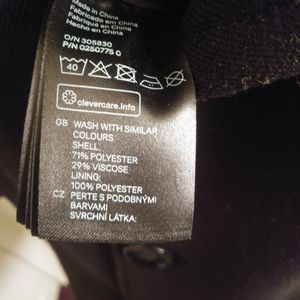 Made in China
Fabricado em China
Fabriqué en Chine
Hecho en China
O/N 305830
P/N 0250775 0
40
clevercare.info
GB WASH WITH SIMILAR
COLOURS
SHELL:
71% POLYESTER
29% VISCOSE
LINING:
100% POLYESTER
CZ PERTE S PODOBNÝMI
BARVAMI
SVRCHNÍ LÁTKA: